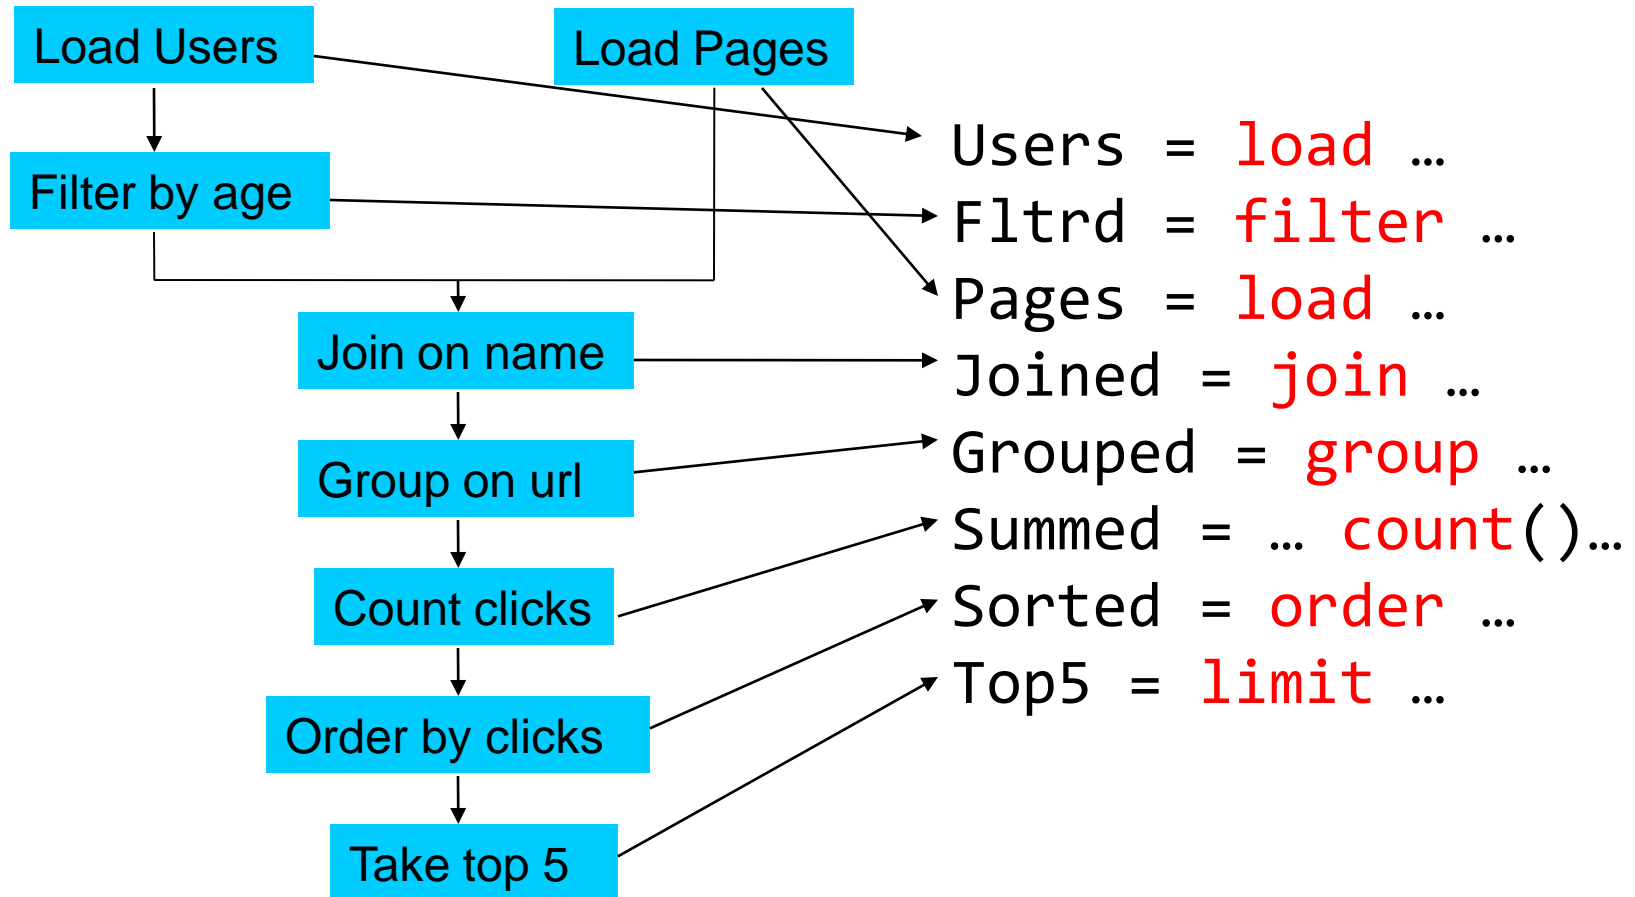 Load Users
Load Pages
Filter by age
Join on name
Group on url
Count clicks
Order by clicks
Take top 5
Users = load …
Fltrd = filter …
Pages = load …
Joined = join …
Grouped = group …
Summed = … count()…
Sorted = order …
Top5 = limit …